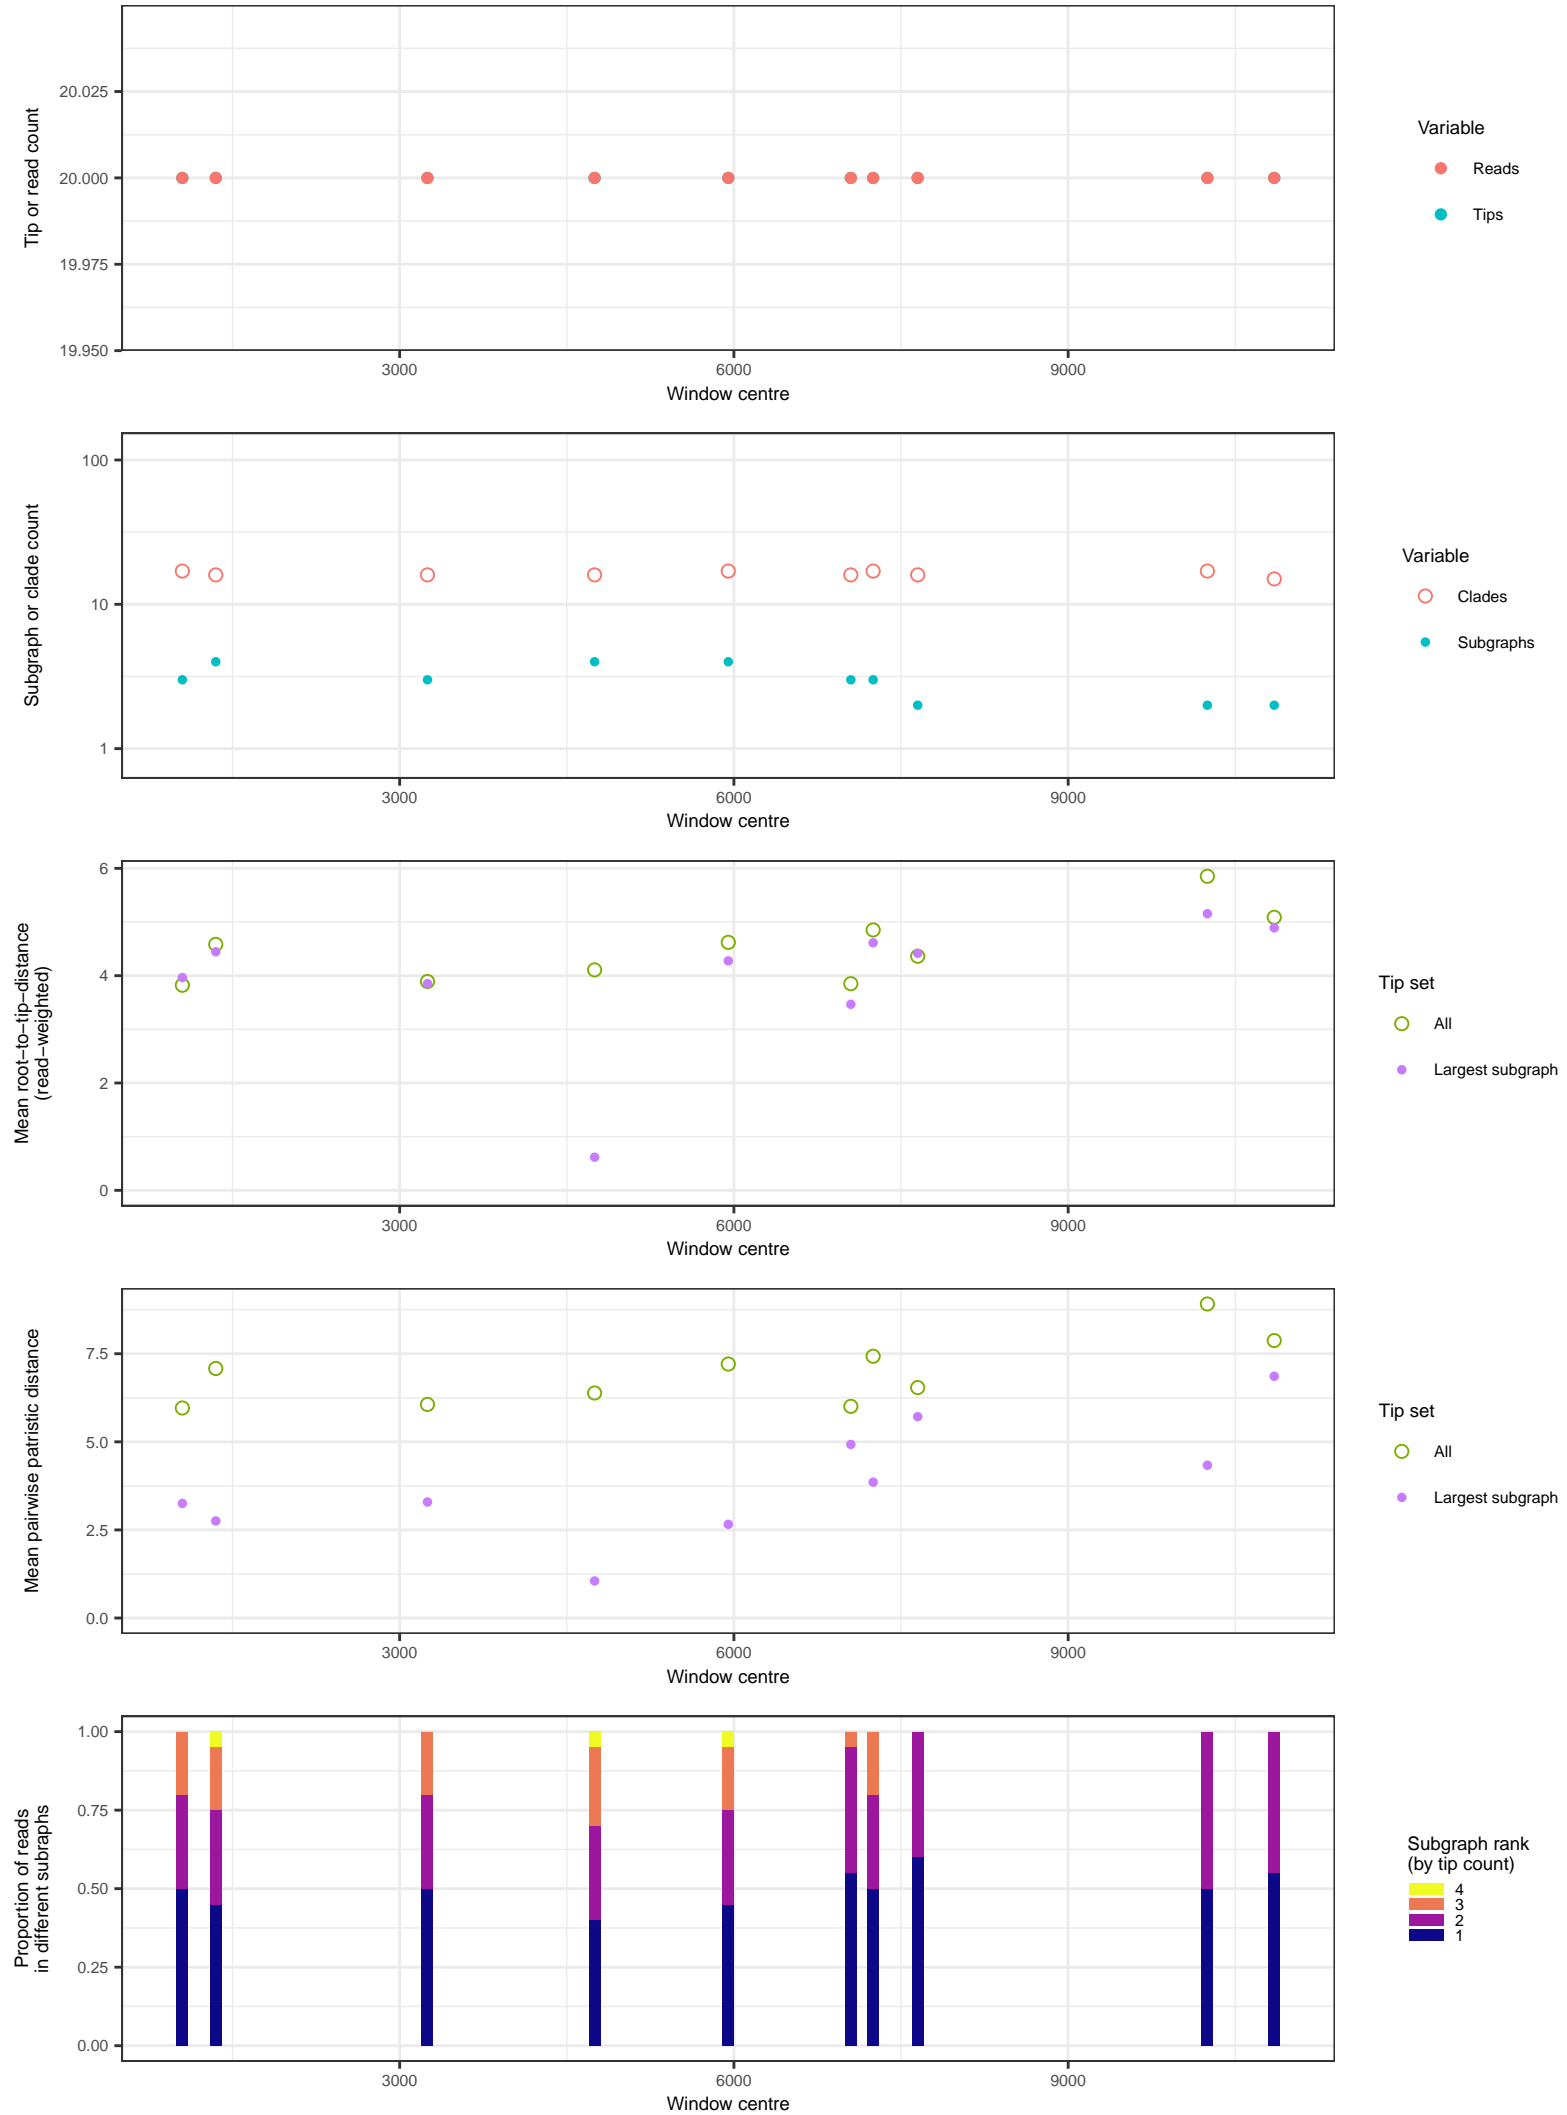 Tip or read count
20.025
20.000
19.975
19.950
3000
6000
9000
Window centre
Variable
Reads
Tips
Subgraph or clade count
100
10
1
3000
6000
9000
Window centre
Variable
Clades
Subgraphs
Mean root−to−tip−distance
(read−weighted)
6
4
2
0
3000
6000
9000
Window centre
Tip set
All
Largest subgraph
Mean pairwise patristic distance
7.5
5.0
2.5
0.0
3000
6000
9000
Window centre
Tip set
All
Largest subgraph
Proportion of reads
in different subraphs
1.00
0.75
0.50
0.25
0.00
3000
6000
9000
Window centre
Subgraph rank
(by tip count)
4
3
2
1